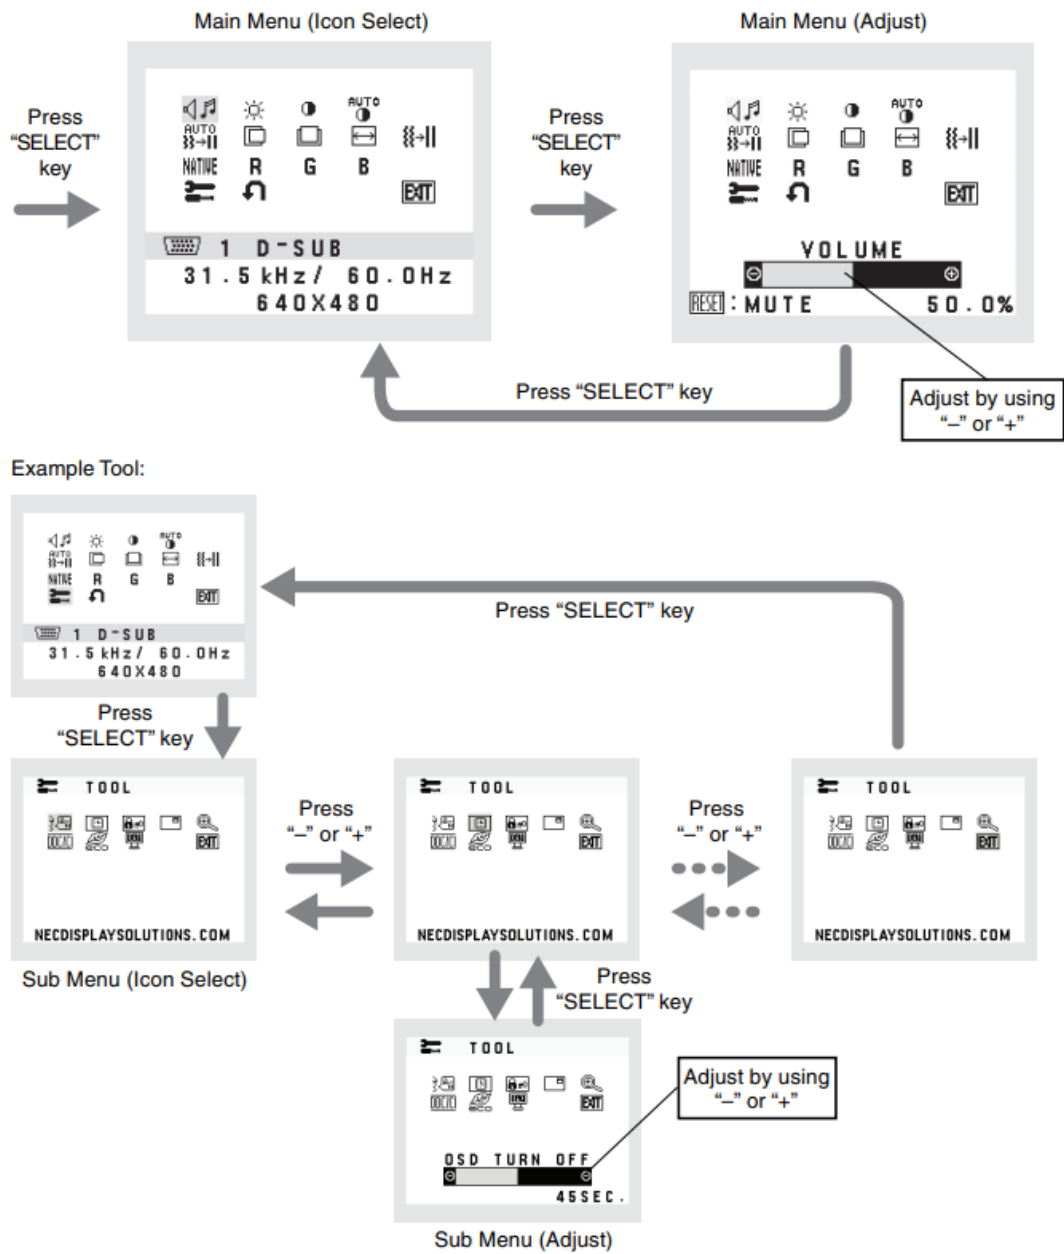 Main Menu (Icon Select)
Main Menu (Adjust)
Press
“SELECT”
key
AUTO
AUTO
NATIVE R G B
EXIT
1 D-SUB
31.5kHz/ 60.0Hz
640X480
Press
“SELECT”
key
AUTO
AUTO
NATIVE R G B
EXIT
VOLUME
RESET:MUTE 50.0%
Press “SELECT” key
Adjust by using
“–” or “+”
Example Tool:
AUTO
AUTO
NATIVE R G B
EXIT
1 D-SUB
31.5kHz/ 60.0Hz
640X480
Press “SELECT” key
Press
“SELECT” key
TOOL
EXIT
NECDISPLAYSOLUTIONS.COM
Sub Menu (Icon Select)
Press
“–” or “+”
TOOL
EXIT
NECDISPLAYSOLUTIONS.COM
Press
“–” or “+”
TOOL
EXIT
NECDISPLAYSOLUTIONS.COM
Press
“SELECT” key
TOOL
EXIT
OSD TURN OFF
45SEC.
Adjust by using
“–” or “+”
Sub Menu (Adjust)